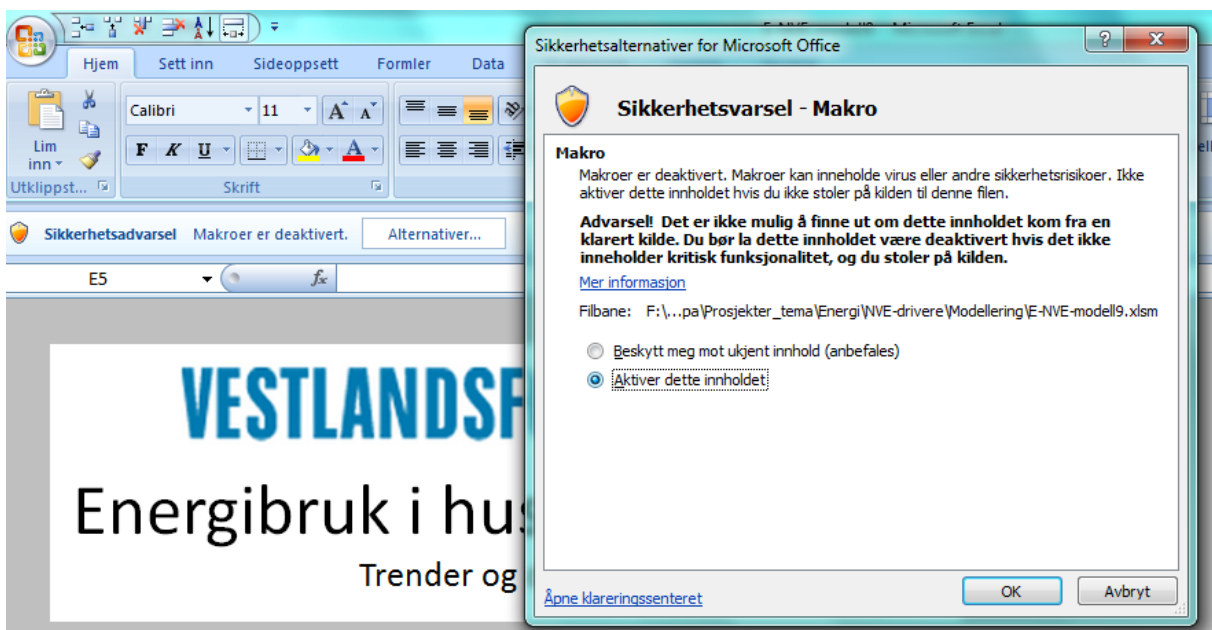 E-NVE-modell9 - Microsoft Excel
Hjem Sett inn Sideoppsett Formler Data
Calibri 11 A A
Lim
inn
F K U A
Utklippst... Skrift
Sikkerhetsadvarsel Makroer er deaktivert. Alternativer...
E5 fx
VESTLANDSF
Energibruk i hus
Trender og
Sikkerhetsalternativer for Microsoft Office
? X
Sikkerhetsvarsel - Makro
Makro
Makroer er deaktivert. Makroer kan inneholde virus eller andre sikkerhetsrisikoer. Ikke
aktiver dette innholdet hvis du ikke stoler på kilden til denne filen.
Advarsel! Det er ikke mulig å finne ut om dette innholdet kom fra en
klarert kilde. Du bør la dette innholdet være deaktivert hvis det ikke
inneholder kritisk funksjonalitet, og du stoler på kilden.
Mer informasjon
Filbane: F:\...pa\Prosjekter_tema\Energi\NVE-drivere\Modellering\E-NVE-modell9.xlsm
Beskytt meg mot ukjent innhold (anbefales)
Aktiver dette innholdet
Åpne klareringssenteret
OK Avbryt